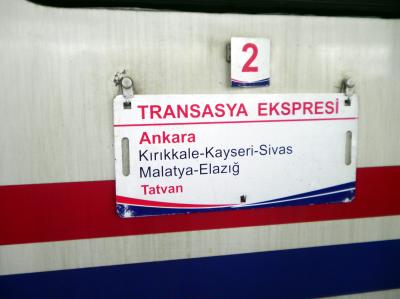 2
TRANSASYA EKSPRESİ
Ankara
Kırıkkale-Kayseri-Sivas
Malatya-Elazığ
Tatvan